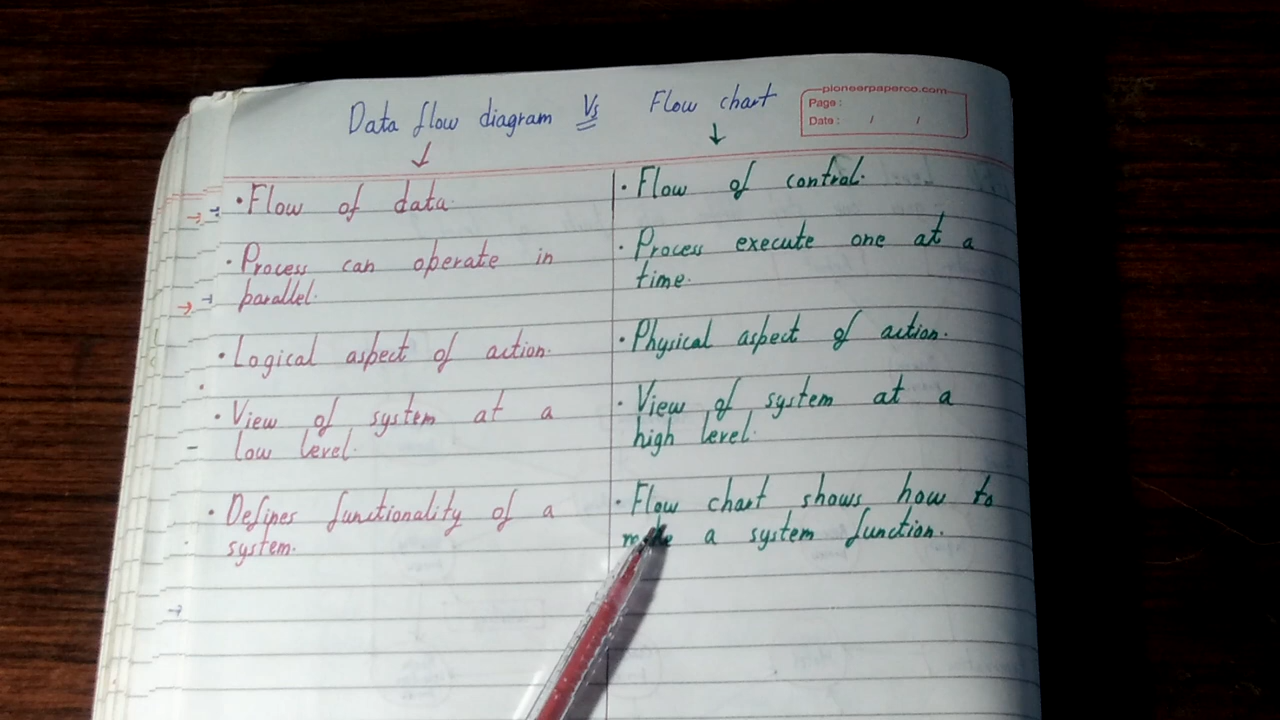 Data flow diagram Vs Flow chart
pioneerpaperco.com
Page :
Date : / /
• Flow of data.
• Process can operate in
parallel.
• Logical aspect of action.
• View of system at a
low level.
• Defines functionality of a
system.
• Flow of control.
• Process execute one at a
time.
• Physical aspect of action.
• View of system at a
high level.
• Flow chart shows how to
make a system function.